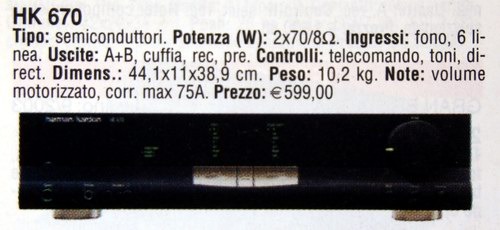 HK 670
Tipo: semiconduttori. Potenza (W): 2x70/8Ω. Ingressi: fono, 6 li-
nea. Uscite: A+B, cuffia, rec, pre. Controlli: telecomando, toni, di-
rect. Dimens.: 44,1x11x38,9 cm. Peso: 10,2 kg. Note: volume
motorizzato, corr. max 75A. Prezzo: €599,00
harman kardon